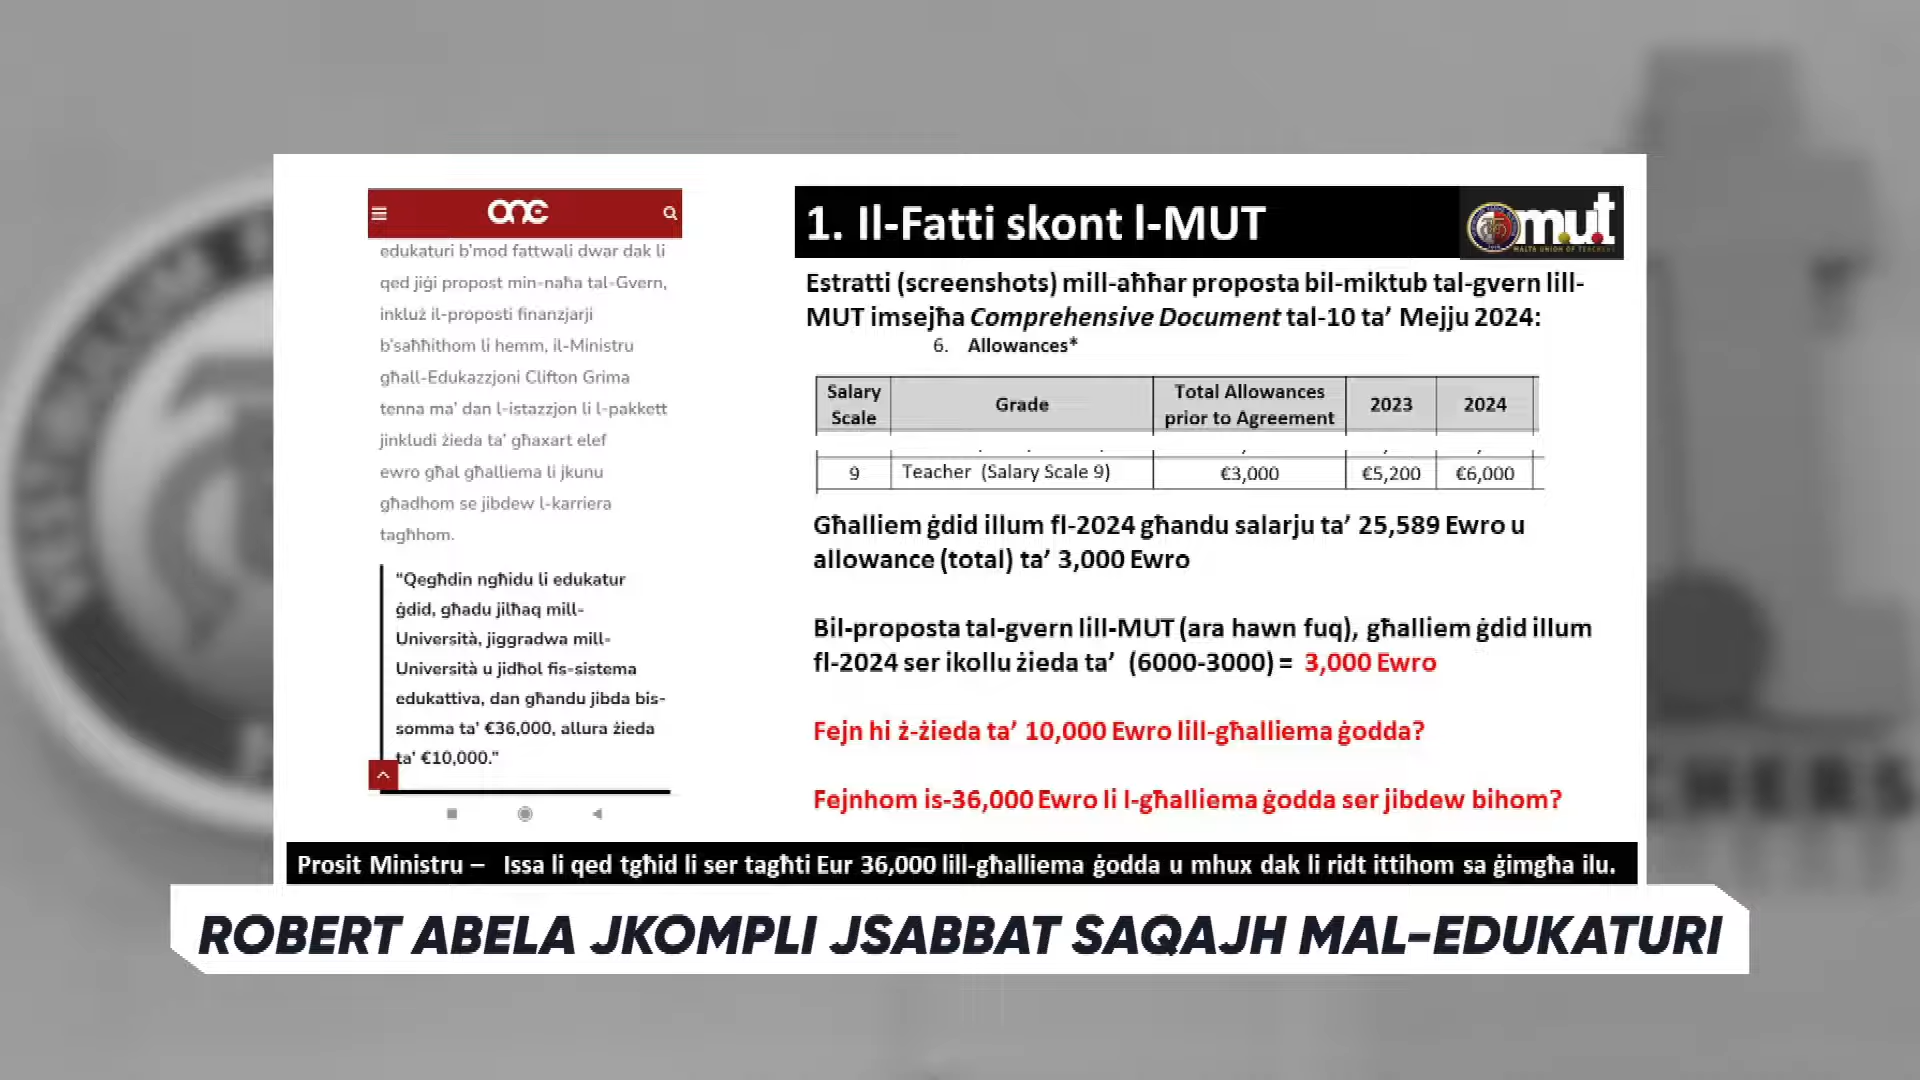 one
edukaturi b'mod fattwali dwar dak li
qed jiġi propost min-naħa tal-Gvern,
inkluż il-proposti finanzjarji
b'saħħithom li hemm, il-Ministru
għall-Edukazzjoni Clifton Grima
tenna ma' dan l-istazzjon li l-pakkett
jinkludi żieda ta' għaxart elef
ewro għal għalliema li jkunu
għadhom se jibdew l-karriera
tagħhom.
"Qegħdin ngħidu li edukatur
ġdid, għadu jilħaq mill-
Università, jiggradwa mill-
Università u jidħol fis-sistema
edukattiva, dan għandu jibda bis-
somma ta' €36,000, allura żieda
ta' €10,000."
1. Il-Fatti skont l-MUT
mut
MALTA UNION OF TEACHERS
Estratti (screenshots) mill-aħħar proposta bil-miktub tal-gvern lill-
MUT imsejħa Comprehensive Document tal-10 ta' Mejju 2024:
6. Allowances*
Salary Scale Grade Total Allowances prior to Agreement 2023 2024
9 Teacher (Salary Scale 9) €3,000 €5,200 €6,000
Għalliem ġdid illum fl-2024 għandu salarju ta' 25,589 Ewro u
allowance (total) ta' 3,000 Ewro
Bil-proposta tal-gvern lill-MUT (ara hawn fuq), għalliem ġdid illum
fl-2024 ser ikollu żieda ta' (6000-3000) = 3,000 Ewro
Fejn hi ż-żieda ta' 10,000 Ewro lill-għalliema ġodda?
Fejnhom is-36,000 Ewro li l-għalliema ġodda ser jibdew bihom?
Prosit Ministru – Issa li qed tgħid li ser tagħti Eur 36,000 lill-għalliema ġodda u mhux dak li ridt ittihom sa ġimgħa ilu.
ROBERT ABELA JKOMPLI JSABBAT SAQAJH MAL-EDUKATURI